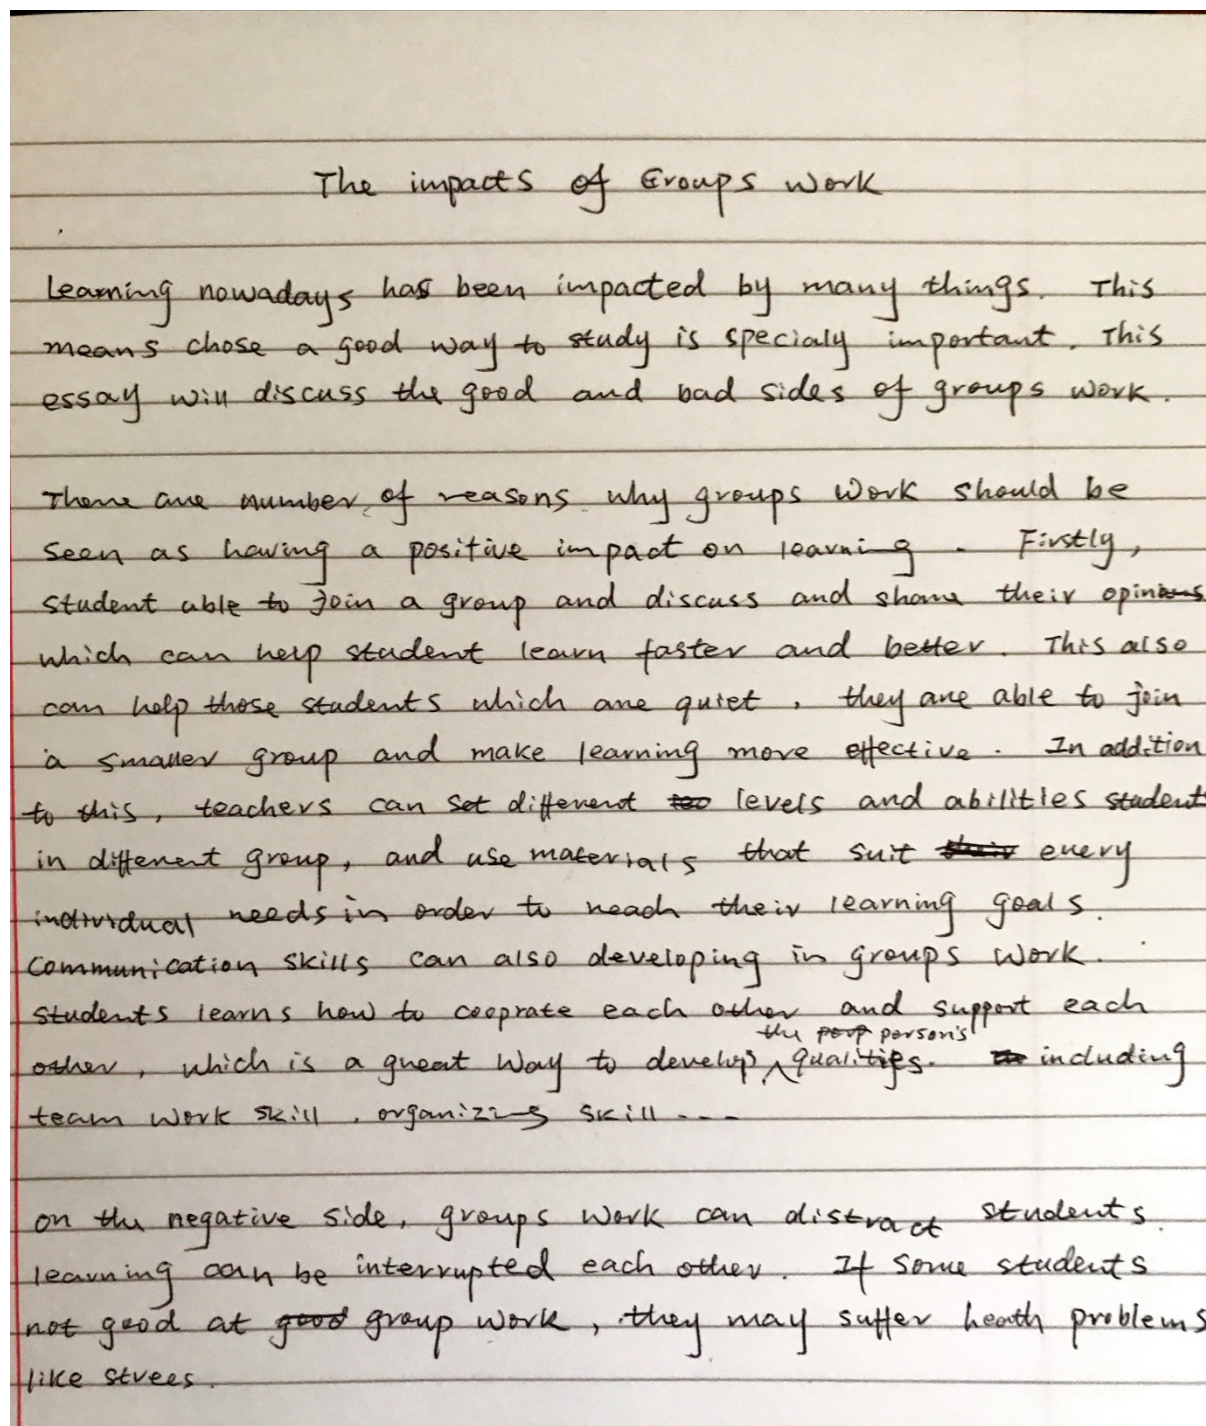 The impacts of Groups work
Learning nowadays has been impacted by many things. This
means chose a good way to study is specialy important. This
essay will discuss the good and bad sides of groups work.
There are number of reasons why groups work should be
seen as having a positive impact on learning. Firstly,
student able to join a group and discuss and share their opinions
which can help student learn faster and better. This also
can help those students which are quiet, they are able to join
a smaller group and make learning more effective. In addition
to this, teachers can set different too levels and abilities student
in different group, and use materials that suit their every
individual needs in order to reach their learning goals.
Communication skills can also developing in groups work.
Students learns how to cooprate each other and support each
the poup person's
other, which is a great way to develop qualities. including
team work skill, organizing skill ...
on the negative side, groups work can distract students.
learning can be interrupted each other. If some students
not good at good group work, they may suffer heath problems
like strees.